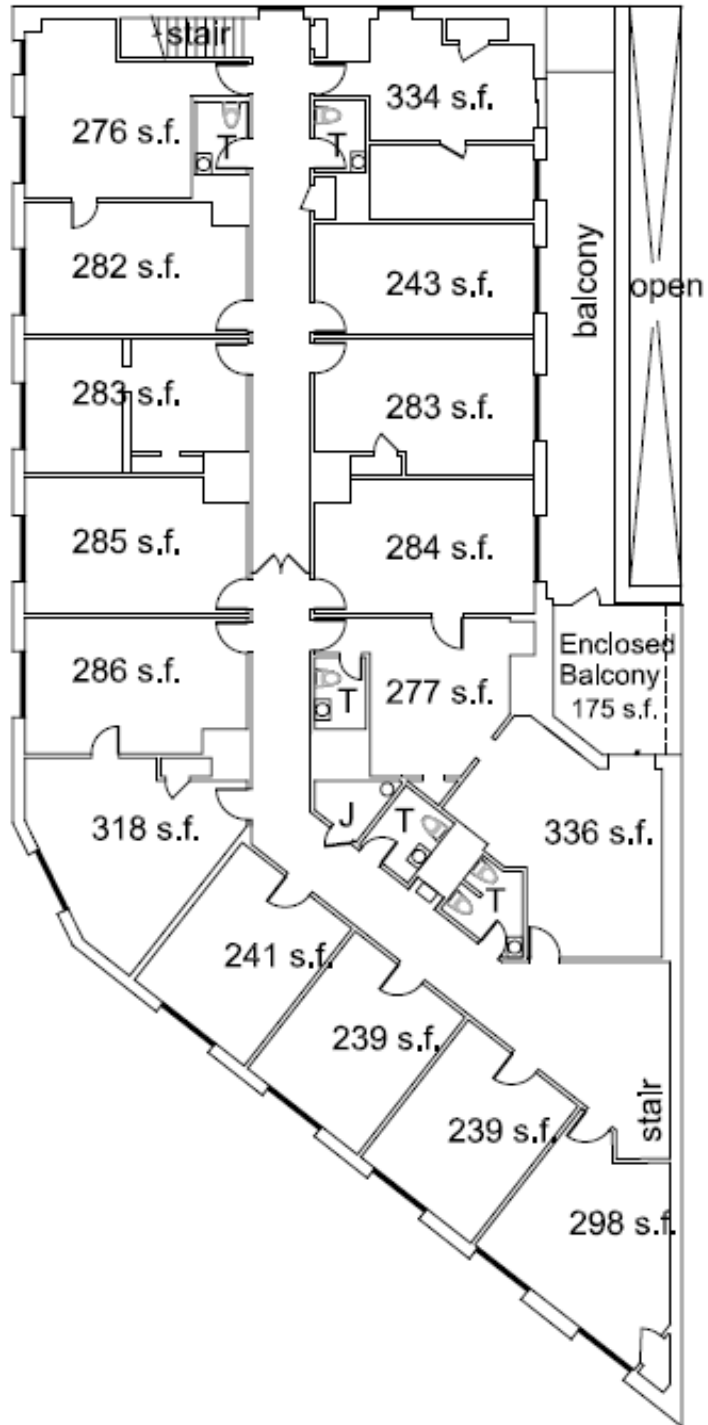 stair
334 s.f.
276 s.f.
T
T
282 s.f.
243 s.f.
balcony
open
283 s.f.
283 s.f.
285 s.f.
284 s.f.
286 s.f.
277 s.f.
Enclosed
Balcony
175 s.f.
T
318 s.f.
J
T
336 s.f.
T
241 s.f.
239 s.f.
239 s.f.
stair
298 s.f.